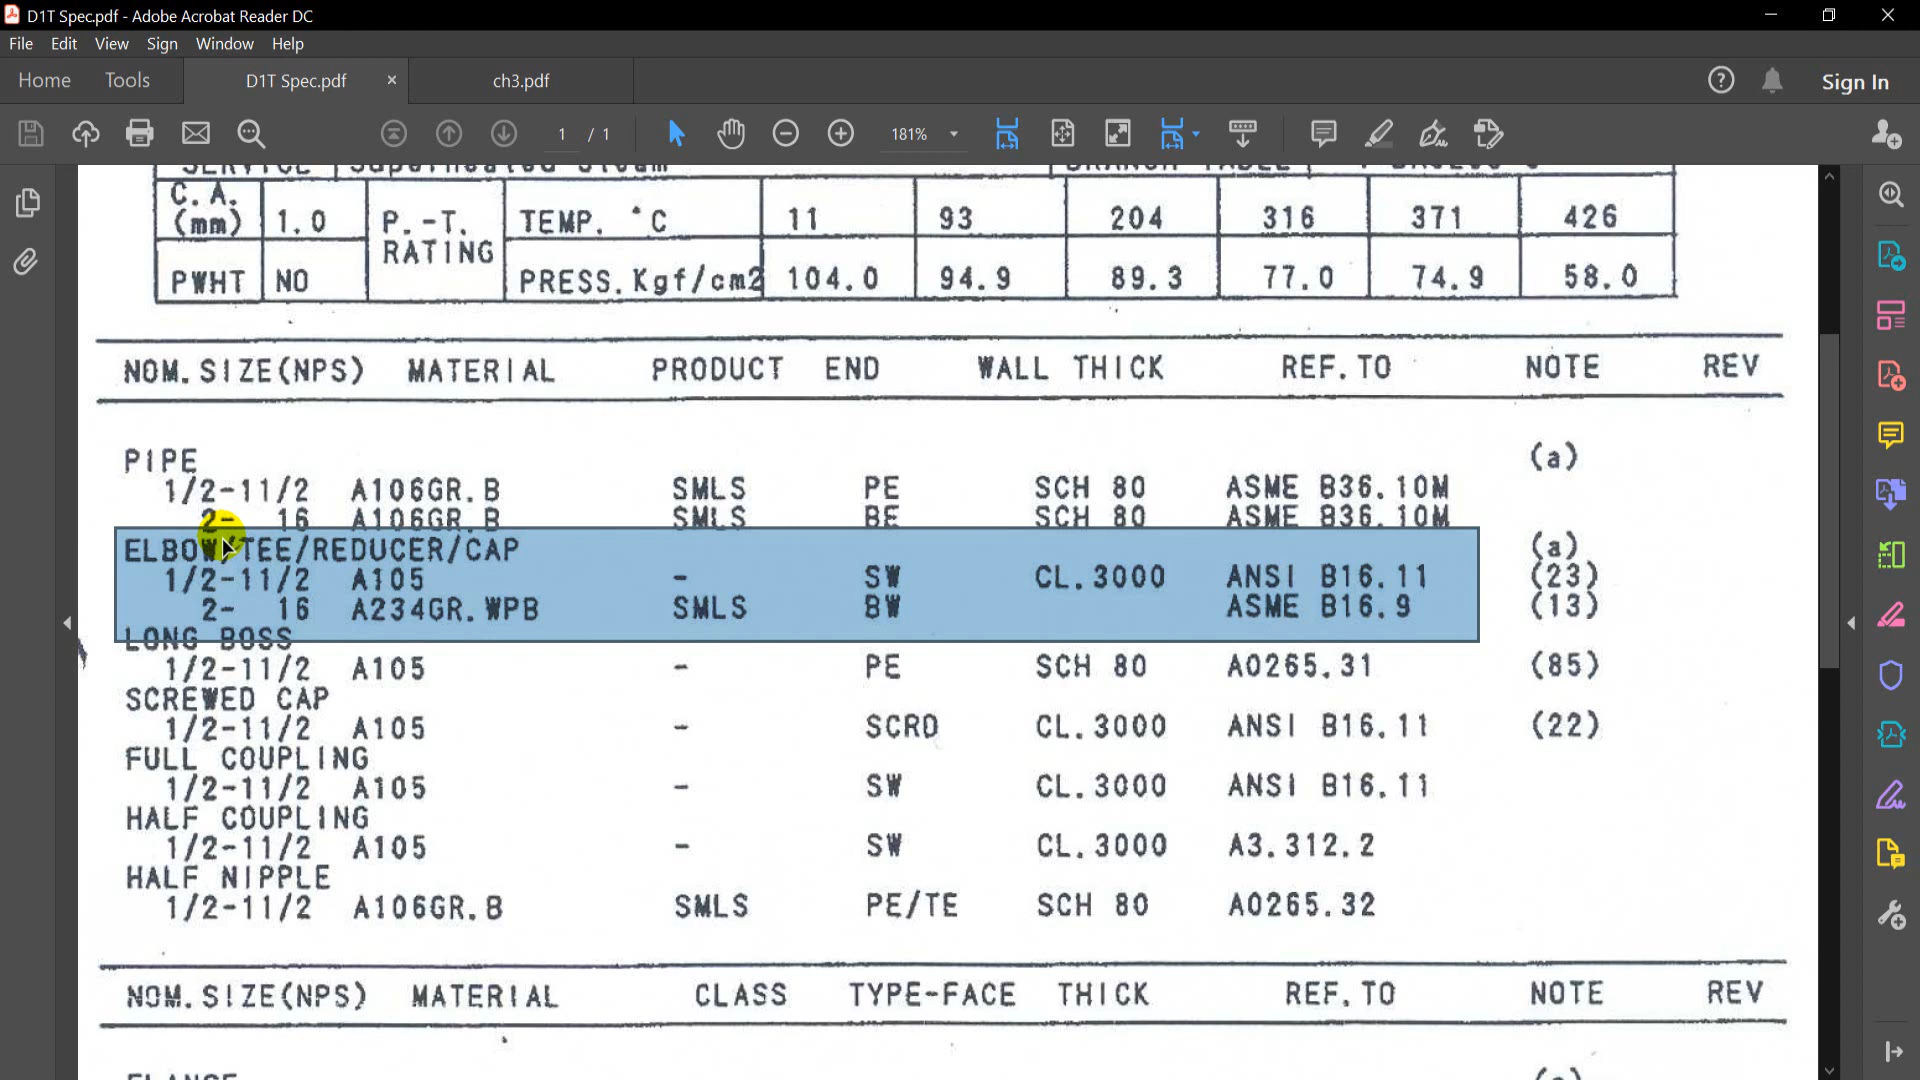 D1T Spec.pdf - Adobe Acrobat Reader DC
File Edit View Sign Window Help
Home Tools D1T Spec.pdf × ch3.pdf Sign In
1 / 1 181%
SERVICE Superheated Steam BRANCH TABLE
C.A. (mm) 1.0 P.-T. RATING TEMP. °C 11 93 204 316 371 426
PWHT NO PRESS.Kgf/cm2 104.0 94.9 89.3 77.0 74.9 58.0
NOM.SIZE(NPS) MATERIAL PRODUCT END WALL THICK REF.TO NOTE REV
PIPE (a)
1/2-11/2 A106GR.B SMLS PE SCH 80 ASME B36.10M
2- 16 A106GR.B SMLS BE SCH 80 ASME B36.10M
ELBOW/TEE/REDUCER/CAP (a)
1/2-11/2 A105 - SW CL.3000 ANSI B16.11 (23)
2- 16 A234GR.WPB SMLS BW ASME B16.9 (13)
LONG BOSS
1/2-11/2 A105 - PE SCH 80 A0265.31 (85)
SCREWED CAP
1/2-11/2 A105 - SCRD CL.3000 ANSI B16.11 (22)
FULL COUPLING
1/2-11/2 A105 - SW CL.3000 ANSI B16.11
HALF COUPLING
1/2-11/2 A105 - SW CL.3000 A3.312.2
HALF NIPPLE
1/2-11/2 A106GR.B SMLS PE/TE SCH 80 A0265.32
NOM.SIZE(NPS) MATERIAL CLASS TYPE-FACE THICK REF.TO NOTE REV